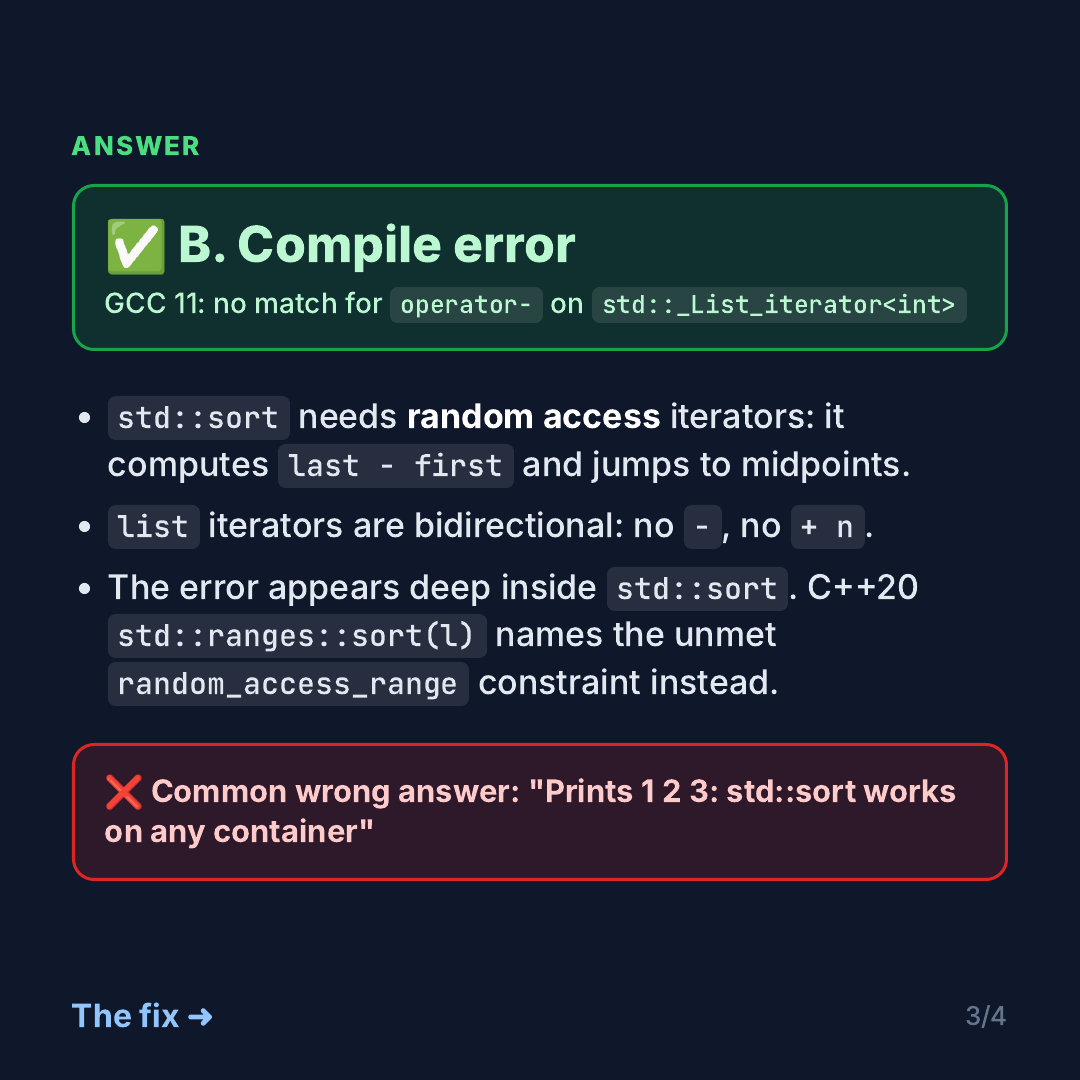 ANSWER
✅ B. Compile error
GCC 11: no match for operator- on std::_List_iterator<int>
• std::sort needs random access iterators: it
computes last - first and jumps to midpoints.
• list iterators are bidirectional: no -, no + n.
• The error appears deep inside std::sort. C++20
std::ranges::sort(l) names the unmet
random_access_range constraint instead.
❌ Common wrong answer: "Prints 1 2 3: std::sort works
on any container"
The fix ➜
3/4